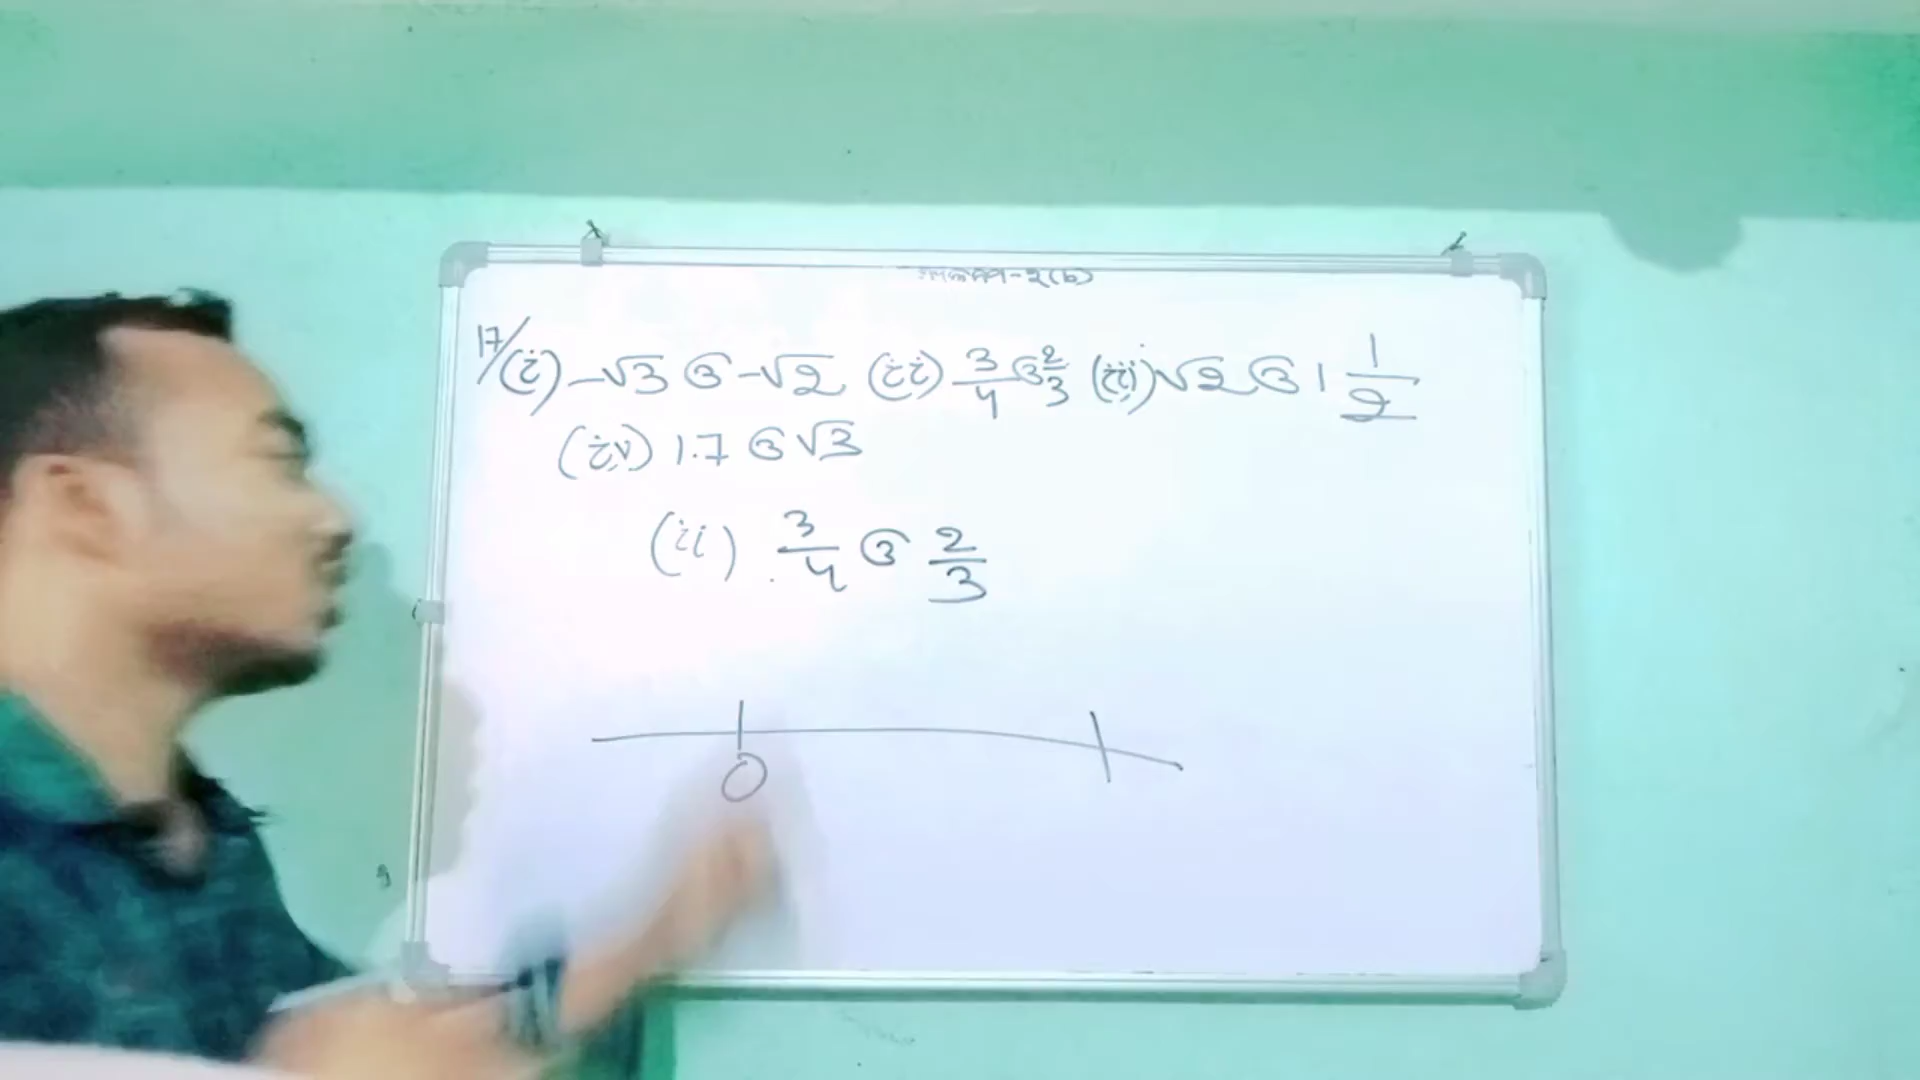 -2(b)
17/(i) -√3 ও -√2 (ii) 3/4 ও 2/3 (iii) √2 ও 1 1/2
(iv) 1.7 ও √3
(ii) 3/4 ও 2/3
0